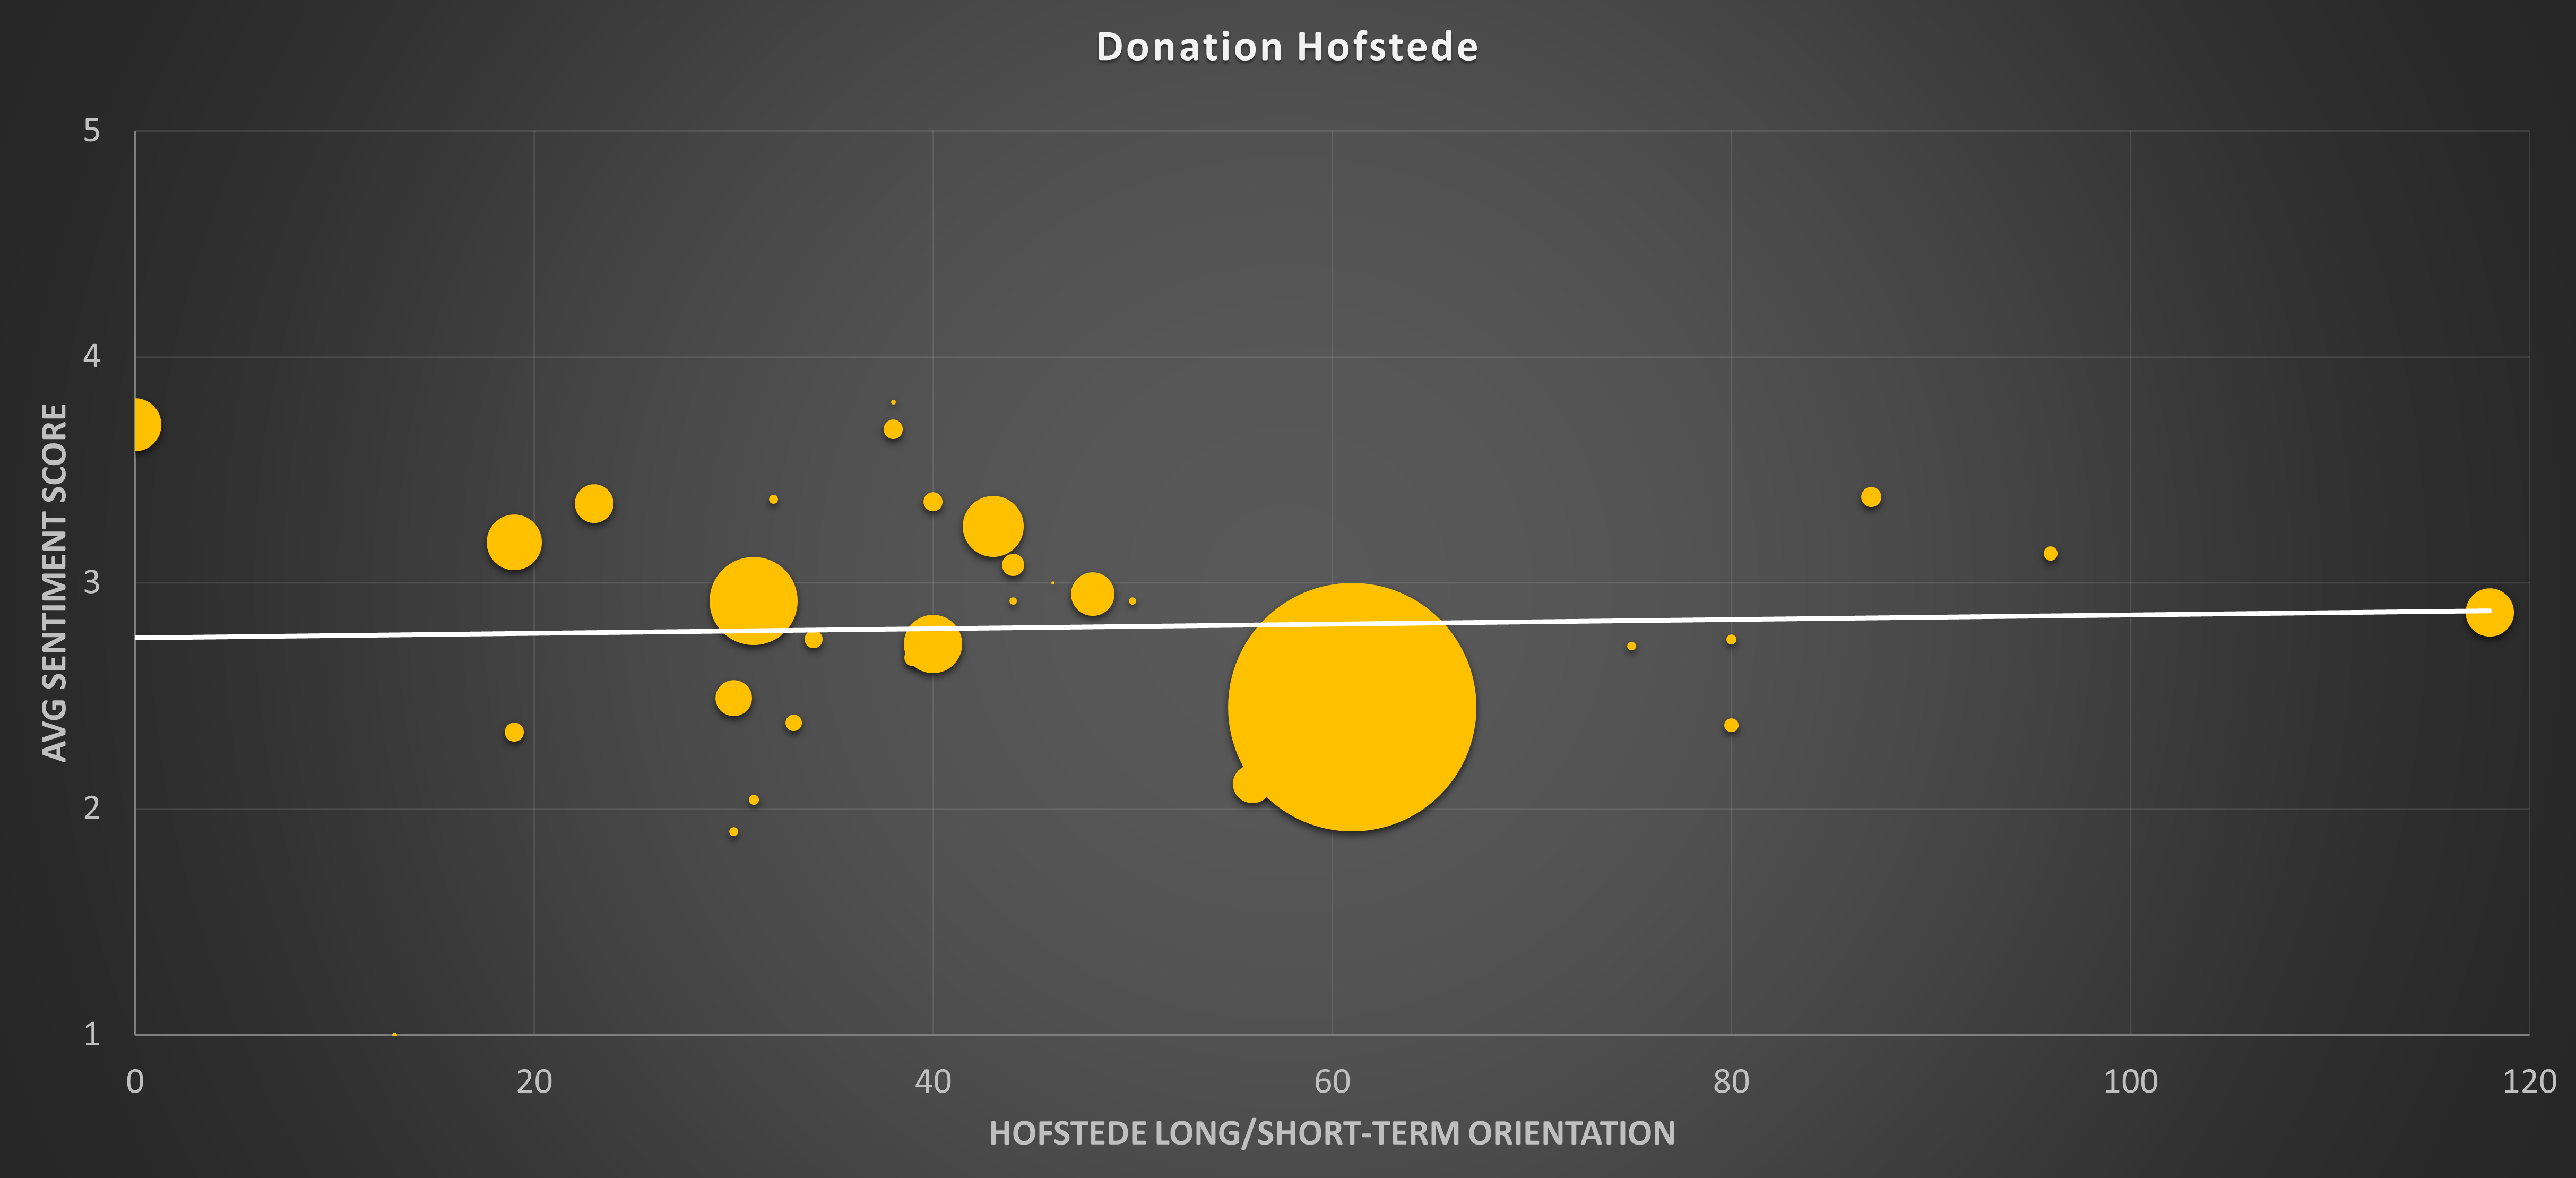 Donation Hofstede
AVG SENTIMENT SCORE
5
4
3
2
1
0 20 40 60 80 100 120
HOFSTEDE LONG/SHORT-TERM ORIENTATION